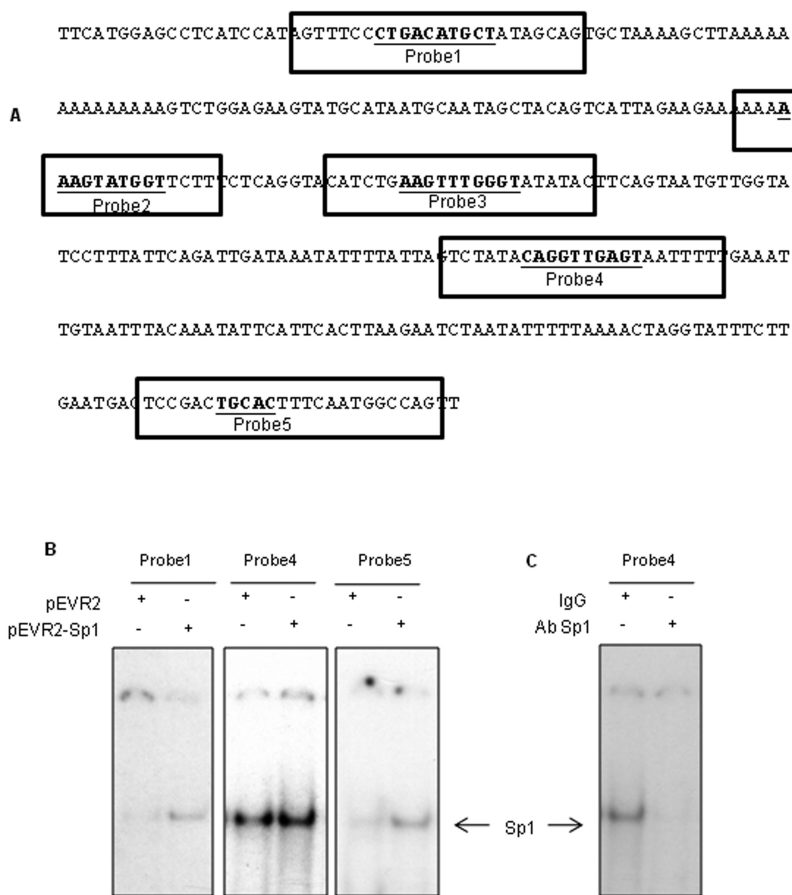 TTCATGGAGCCTCATCCATAGTTTCCCTGACATGCTATAGCAGTGCTAAAAGCTTAAAAA
Probe1
A
AAAAAAAAAGTCTGGAGAAGTATGCATAATGCAATAGCTACAGTCATTAGAAGAAAAAAA
AAGTATGGTTCTTTCTCAGGTACATCTGAAGTTTGGGTATATACTTCAGTAATGTTGGTA
Probe2
Probe3
TCCTTTATTCAGATTGATAAATATTTTATTAGTCTATACAGGTTGAGTAATTTTTGAAAT
Probe4
TGTAATTTACAAATATTCATTCACTTAAGAATCTAATATTTTTAAAACTAGGTATTTCTT
GAATGACTCCGACTGCACTTTCAATGGCCAGTT
Probe5
B
Probe1 Probe4 Probe5
pEVR2 + - + - + -
pEVR2-Sp1 - + - + - +
C
Probe4
IgG + -
Ab Sp1 - +
Sp1